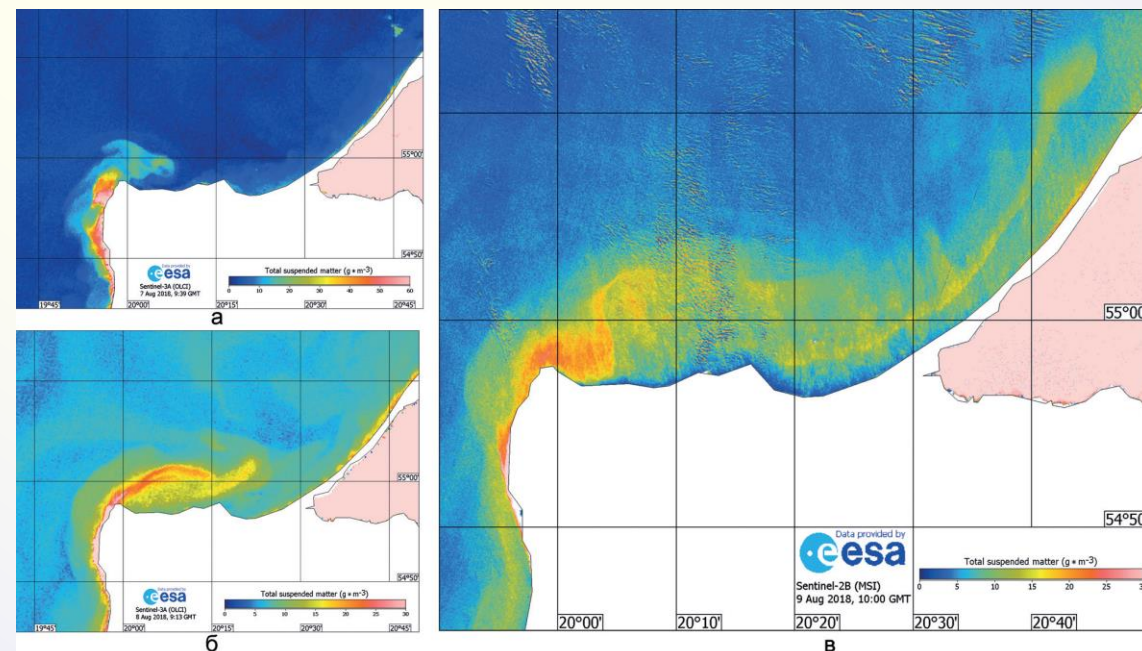 55°00'
54°50'
esa
Total suspended matter (g∗m⁻³)
Sentinel-3A (OLCI)
7 Aug 2018, 9:39 GMT
0 10 20 30 40 50 60
19°45' 20°00' 20°15' 20°30' 20°45'
а
55°00'
54°50'
esa
Total suspended matter (g∗m⁻³)
Sentinel-3A (OLCI)
8 Aug 2018, 9:13 GMT
0 5 10 15 20 25 30
19°45' 20°00' 20°15' 20°30' 20°45'
б
55°00'
54°50'
Data provided by
esa
Sentinel-2B (MSI)
9 Aug 2018, 10:00 GMT
Total suspended matter (g∗m⁻³)
0 5 10 15 20 25
20°00' 20°10' 20°20' 20°30' 20°40'
в